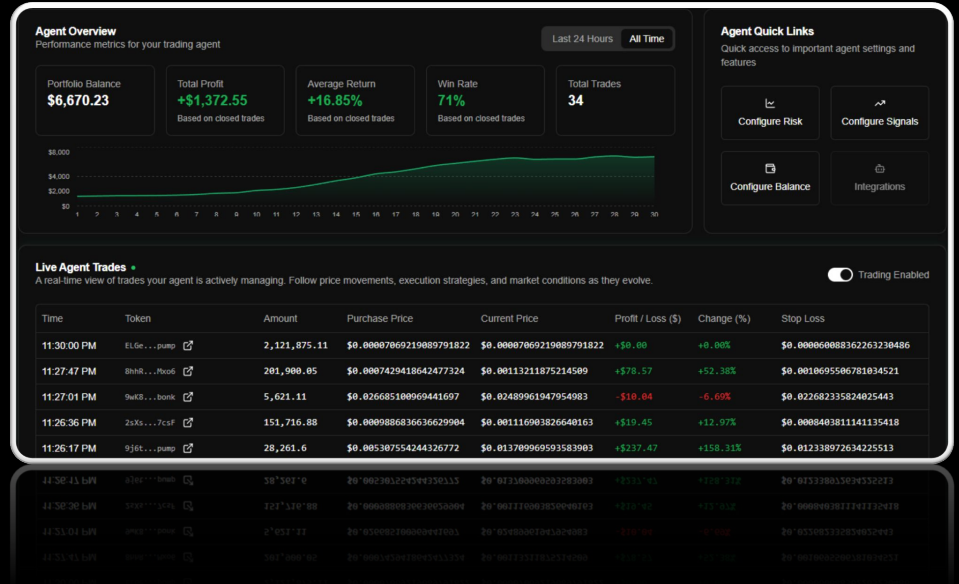 Agent Overview
Performance metrics for your trading agent
Last 24 Hours All Time
Portfolio Balance
$6,670.23
Total Profit
+$1,372.55
Based on closed trades
Average Return
+16.85%
Based on closed trades
Win Rate
71%
Based on closed trades
Total Trades
34
$8,000
$4,000
$2,000
$0
1 2 3 4 5 6 7 8 9 10 11 12 13 14 15 16 17 18 19 20 21 22 23 24 25 26 27 28 29 30
Agent Quick Links
Quick access to important agent settings and
features
Configure Risk
Configure Signals
Configure Balance
Integrations
Live Agent Trades
A real-time view of trades your agent is actively managing. Follow price movements, execution strategies, and market conditions as they evolve.
Trading Enabled
Time Token Amount Purchase Price Current Price Profit / Loss ($) Change (%) Stop Loss
11:30:00 PM ELGe...pump 2,121,875.11 $0.00007069219089791822 $0.00007069219089791822 +$0.00 +0.00% $0.000060088362263230486
11:27:47 PM 8hhR...Mxo6 201,900.05 $0.0007429418642477324 $0.00113211875214509 +$78.57 +52.38% $0.0010695506781034521
11:27:01 PM 9wK8...bonk 5,621.11 $0.026685100969441697 $0.02489961947954983 -$10.04 -6.69% $0.022682335824025443
11:26:36 PM 2sXs...7csF 151,716.88 $0.0009886836636629904 $0.001116903826640163 +$19.45 +12.97% $0.0008403811141135418
11:26:17 PM 9j6t...pump 28,261.6 $0.005307554244326772 $0.013709969593583903 +$237.47 +158.31% $0.012338972634225513